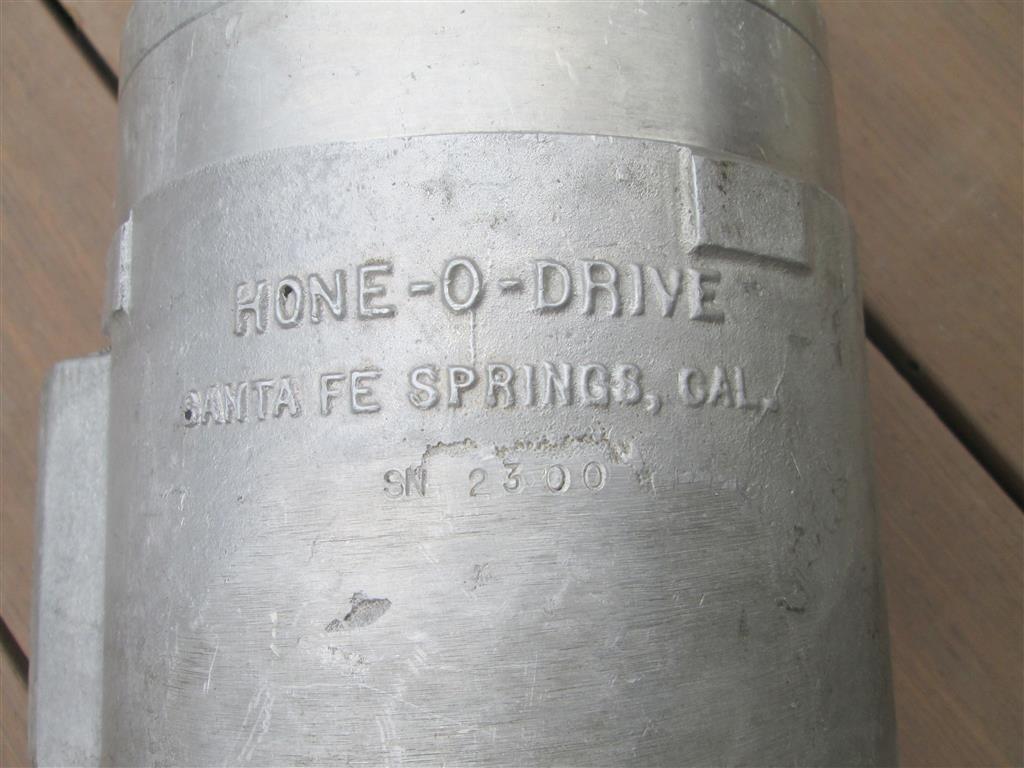 HONE-O-DRIVE
SANTA FE SPRINGS, CAL.
SN 2300